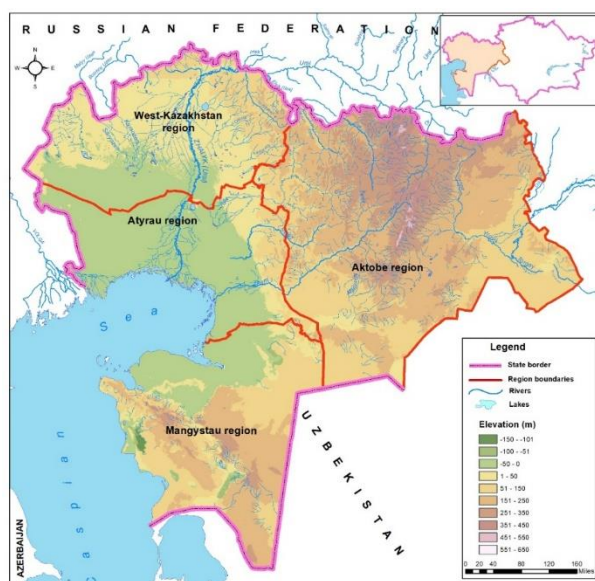 RUSSIAN FEDERATION
N
W E
S
West-Kazakhstan
region
Atyrau region
Aktobe region
Mangystau region
Caspian Sea
UZBEKISTAN
AZERBAIJAN
Legend
State border
Region boundaries
Rivers
Lakes
Elevation (m)
-150 - -101
-100 - -51
-50 - 0
1 - 50
51 - 150
151 - 250
251 - 350
351 - 450
451 - 550
551 - 650
0 20 40 80 120 160
Miles